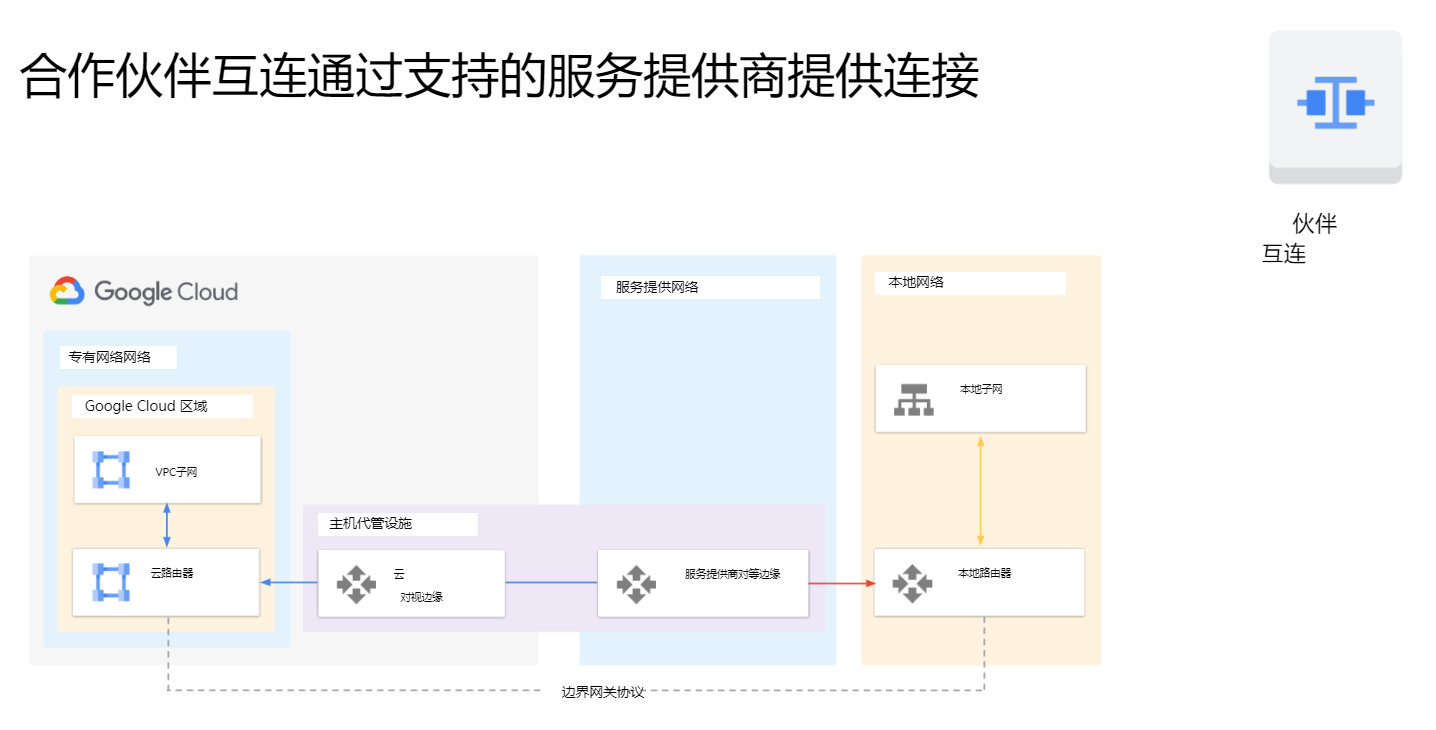 合作伙伴互连通过支持的服务提供商提供连接
伙伴
互连
Google Cloud
服务提供网络
本地网络
专有网络网络
Google Cloud 区域
VPC子网
本地子网
主机代管设施
云路由器
云
对视边缘
服务提供商对等边缘
本地路由器
边界网关协议